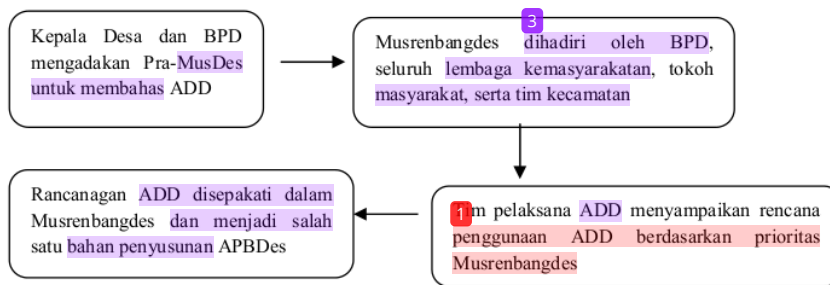 Kepala Desa dan BPD
mengadakan Pra-MusDes
untuk membahas ADD
3
Musrenbangdes dihadiri oleh BPD,
seluruh lembaga kemasyarakatan, tokoh
masyarakat, serta tim kecamatan
1
Tim pelaksana ADD menyampaikan rencana
penggunaan ADD berdasarkan prioritas
Musrenbangdes
Rancanagan ADD disepakati dalam
Musrenbangdes dan menjadi salah
satu bahan penyusunan APBDes